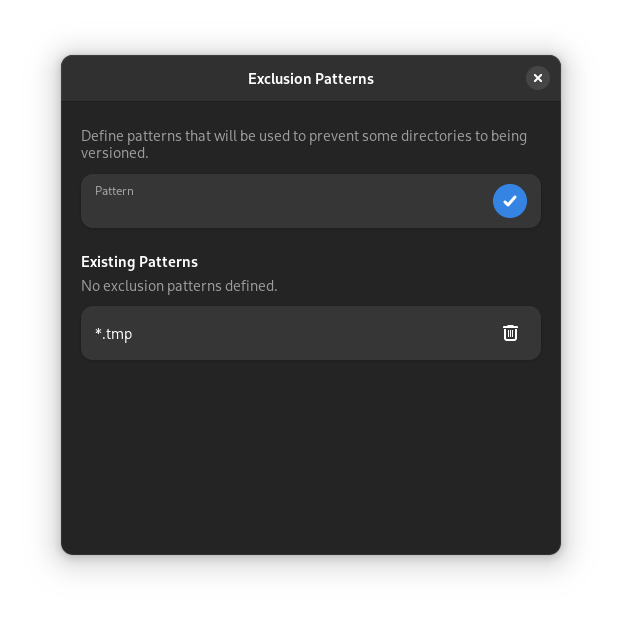 Exclusion Patterns
Define patterns that will be used to prevent some directories to being
versioned.
Pattern
Existing Patterns
No exclusion patterns defined.
*.tmp